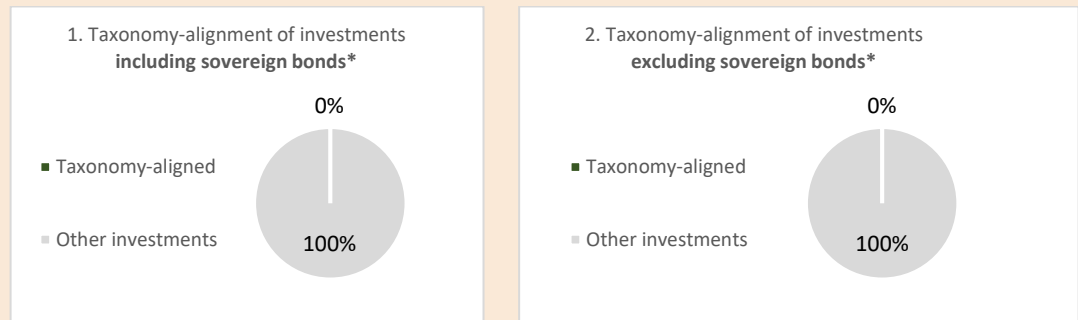 1. Taxonomy-alignment of investments
including sovereign bonds*
0%
Taxonomy-aligned
Other investments
100%
2. Taxonomy-alignment of investments
excluding sovereign bonds*
0%
Taxonomy-aligned
Other investments
100%